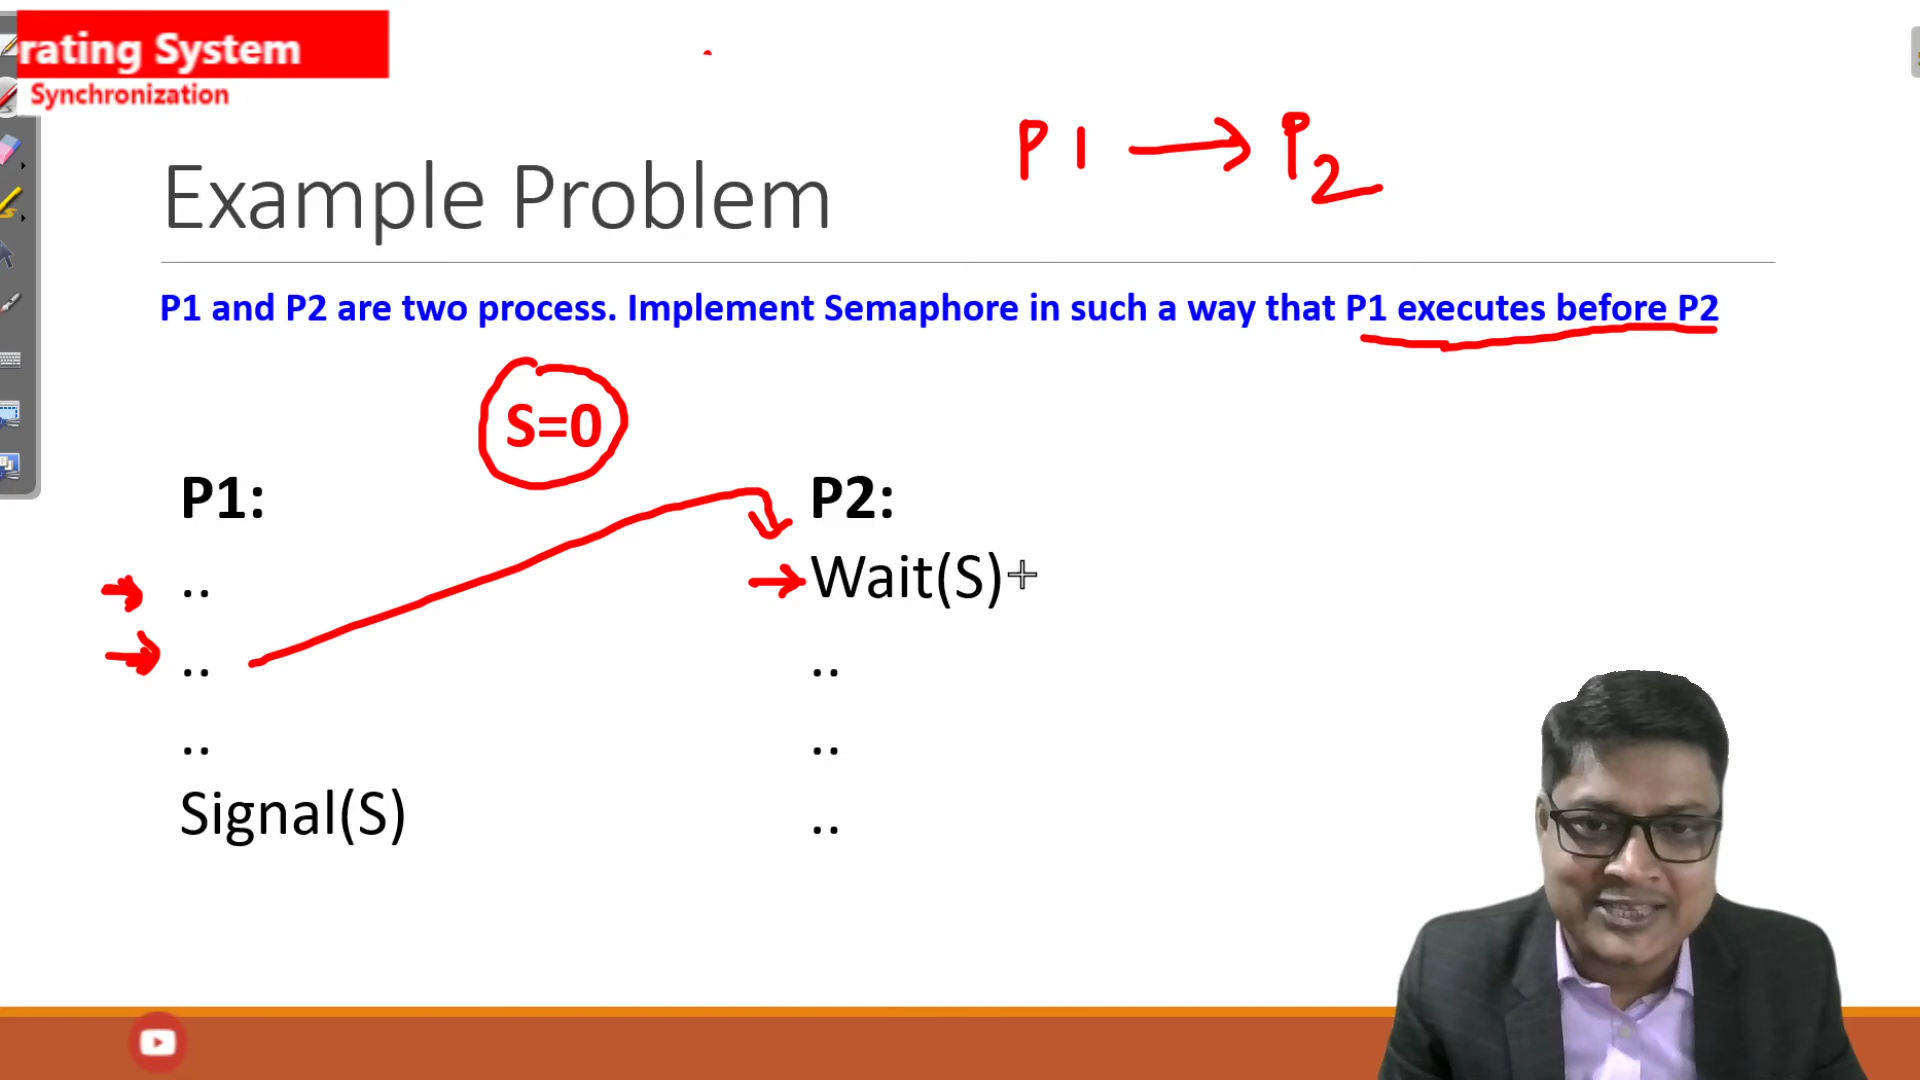 rating System
Synchronization
P1 → P2
Example Problem
P1 and P2 are two process. Implement Semaphore in such a way that P1 executes before P2
S=0
P1:
..
..
..
Signal(S)
P2:
Wait(S)
..
..
..